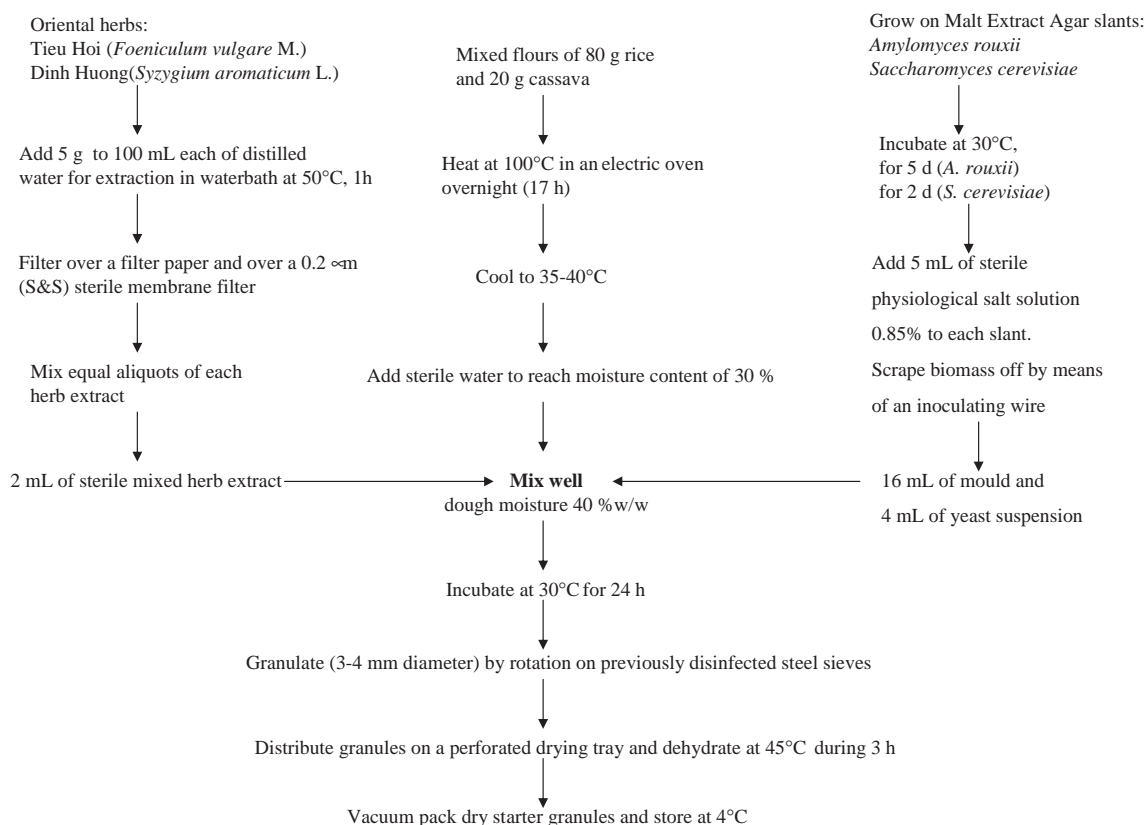 Oriental herbs:
Tieu Hoi (Foeniculum vulgare M.)
Dinh Huong(Syzygium aromaticum L.)
Add 5 g to 100 mL each of distilled
water for extraction in waterbath at 50°C, 1h
Filter over a filter paper and over a 0.2 ∝m
(S&S) sterile membrane filter
Mix equal aliquots of each
herb extract
2 mL of sterile mixed herb extract
Mixed flours of 80 g rice
and 20 g cassava
Heat at 100°C in an electric oven
overnight (17 h)
Cool to 35-40°C
Add sterile water to reach moisture content of 30 %
Grow on Malt Extract Agar slants:
Amylomyces rouxii
Saccharomyces cerevisiae
Incubate at 30°C,
for 5 d (A. rouxii)
for 2 d (S. cerevisiae)
Add 5 mL of sterile
physiological salt solution
0.85% to each slant.
Scrape biomass off by means
of an inoculating wire
16 mL of mould and
4 mL of yeast suspension
Mix well
dough moisture 40 %w/w
Incubate at 30°C for 24 h
Granulate (3-4 mm diameter) by rotation on previously disinfected steel sieves
Distribute granules on a perforated drying tray and dehydrate at 45°C during 3 h
Vacuum pack dry starter granules and store at 4°C